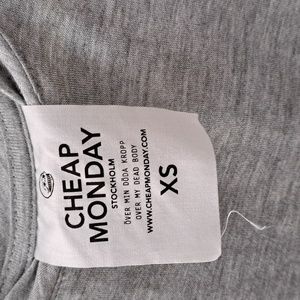 CHEAP
MONDAY
STOCKHOLM
ÖVER MIN DÖDA KROPP
OVER MY DEAD BODY
WWW.CHEAPMONDAY.COM
XS